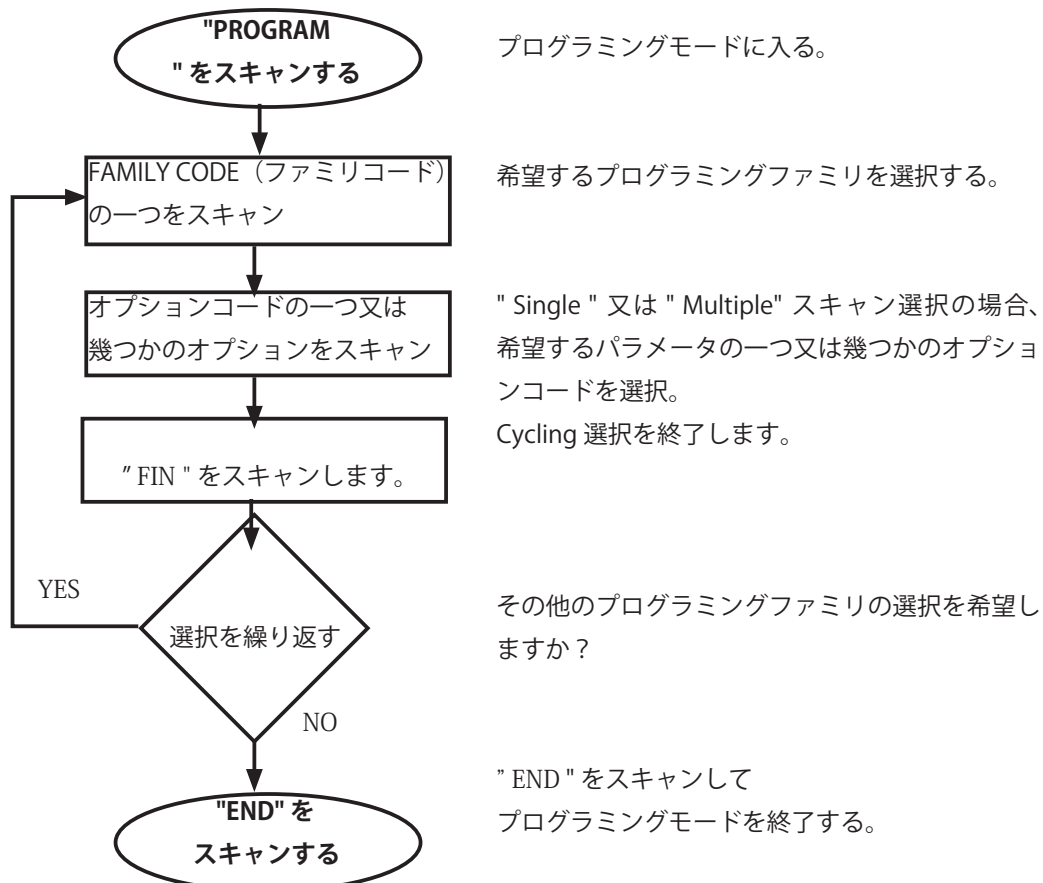 "PROGRAM
" をスキャンする
プログラミングモードに入る。
FAMILY CODE（ファミリコード）
の一つをスキャン
希望するプログラミングファミリを選択する。
オプションコードの一つ又は
幾つかのオプションをスキャン
" Single " 又は " Multiple" スキャン選択の場合、
希望するパラメータの一つ又は幾つかのオプショ
ンコードを選択。
Cycling 選択を終了します。
" FIN " をスキャンします。
YES
選択を繰り返す
その他のプログラミングファミリの選択を希望し
ますか？
NO
” END " をスキャンして
プログラミングモードを終了する。
"END" を
スキャンする